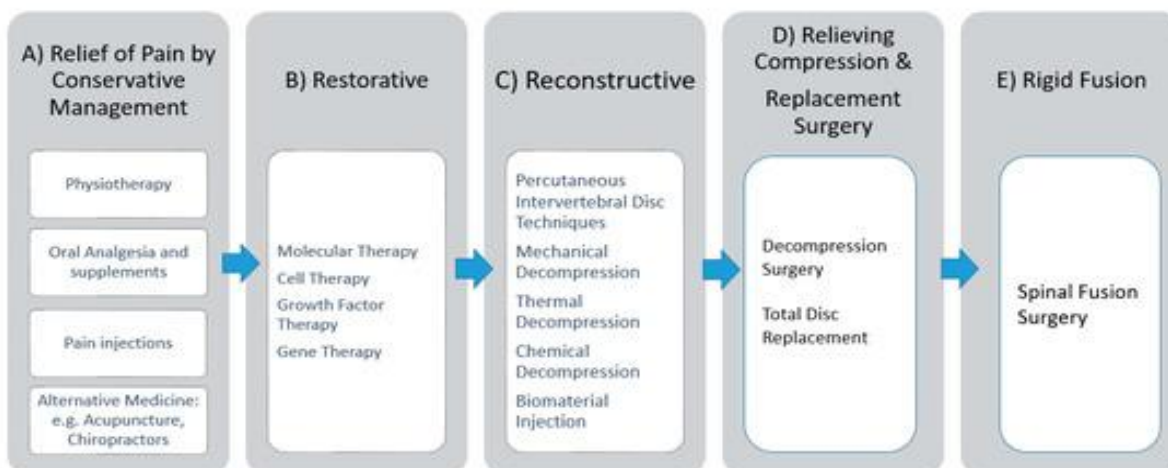 A) Relief of Pain by
Conservative
Management
Physiotherapy
Oral Analgesia and
supplements
Pain injections
Alternative Medicine:
e.g. Acupuncture,
Chiropractors
B) Restorative
Molecular Therapy
Cell Therapy
Growth Factor
Therapy
Gene Therapy
C) Reconstructive
Percutaneous
Intervertebral Disc
Techniques
Mechanical
Decompression
Thermal
Decompression
Chemical
Decompression
Biomaterial
Injection
D) Relieving
Compression &
Replacement
Surgery
Decompression
Surgery
Total Disc
Replacement
E) Rigid Fusion
Spinal Fusion
Surgery